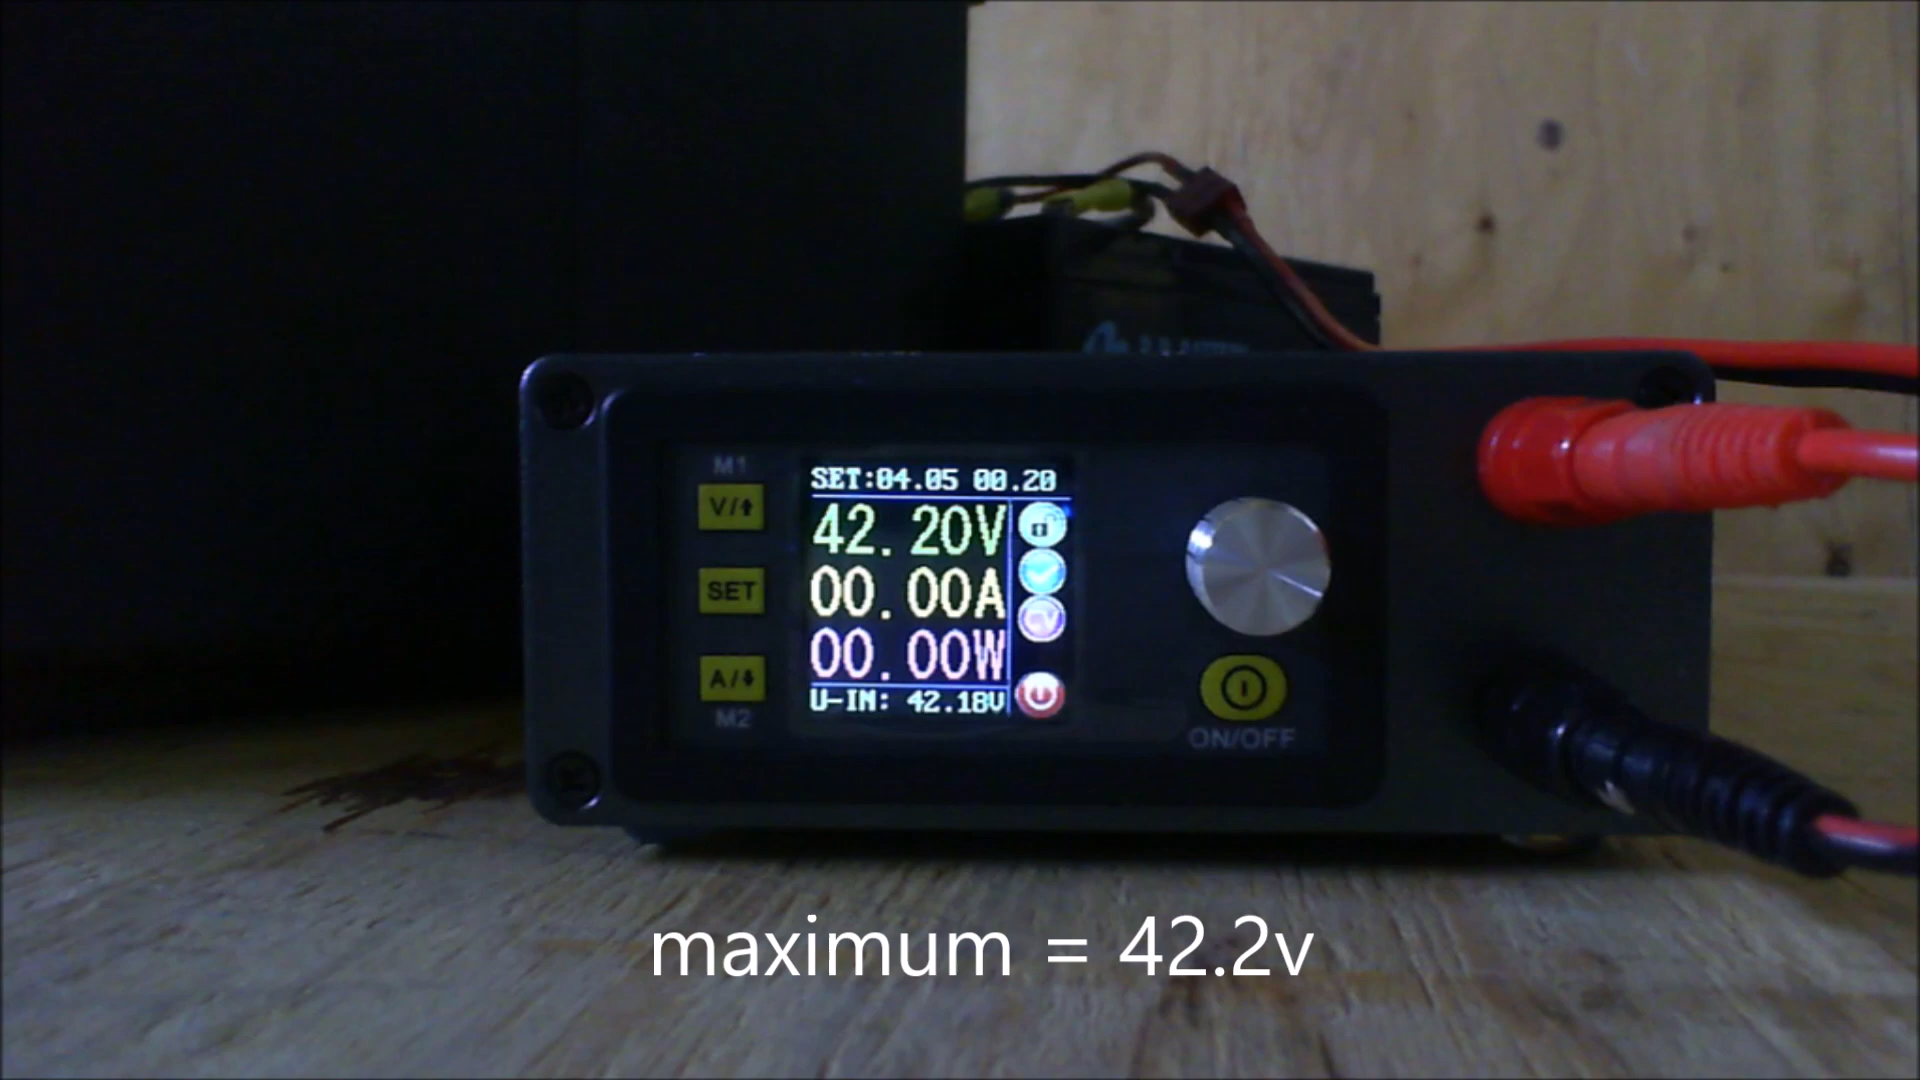 M1
V/⬆
SET
A/⬇
M2
SET:04.05 00.20
42.20V
00.00A
00.00W
U-IN: 42.18V
CV
ON/OFF
maximum = 42.2v